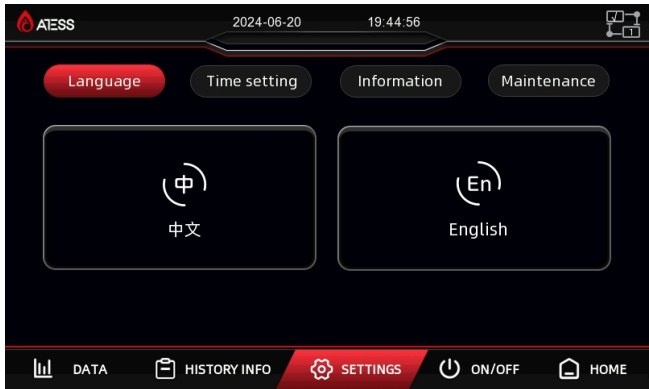 ATESS 2024-06-20 19:44:56
1
Language Time setting Information Maintenance
中 En
中文 English
DATA HISTORY INFO SETTINGS ON/OFF HOME